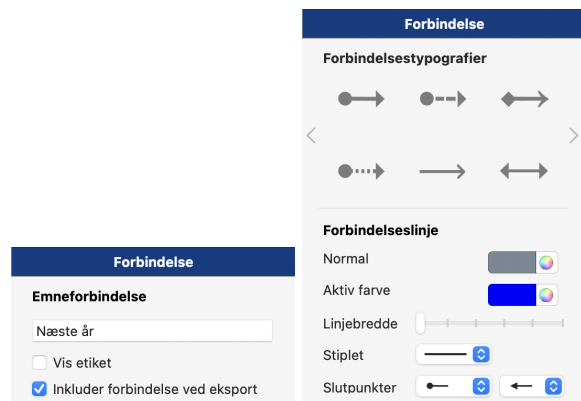 Forbindelse
Emneforbindelse
Næste år
Vis etiket
Inkluder forbindelse ved eksport
Forbindelse
Forbindelsestypografier
Forbindelseslinje
Normal
Aktiv farve
Linjebredde
Stiplet
Slutpunkter